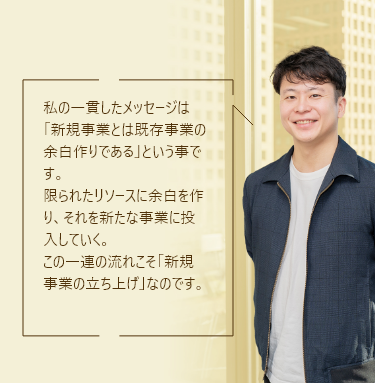 私の一貫したメッセージは
「新規事業とは既存事業の
余白作りである」という事で
す。
限られたリソースに余白を作
り、それを新たな事業に投
入していく。
この一連の流れこそ「新規
事業の立ち上げ」なのです。